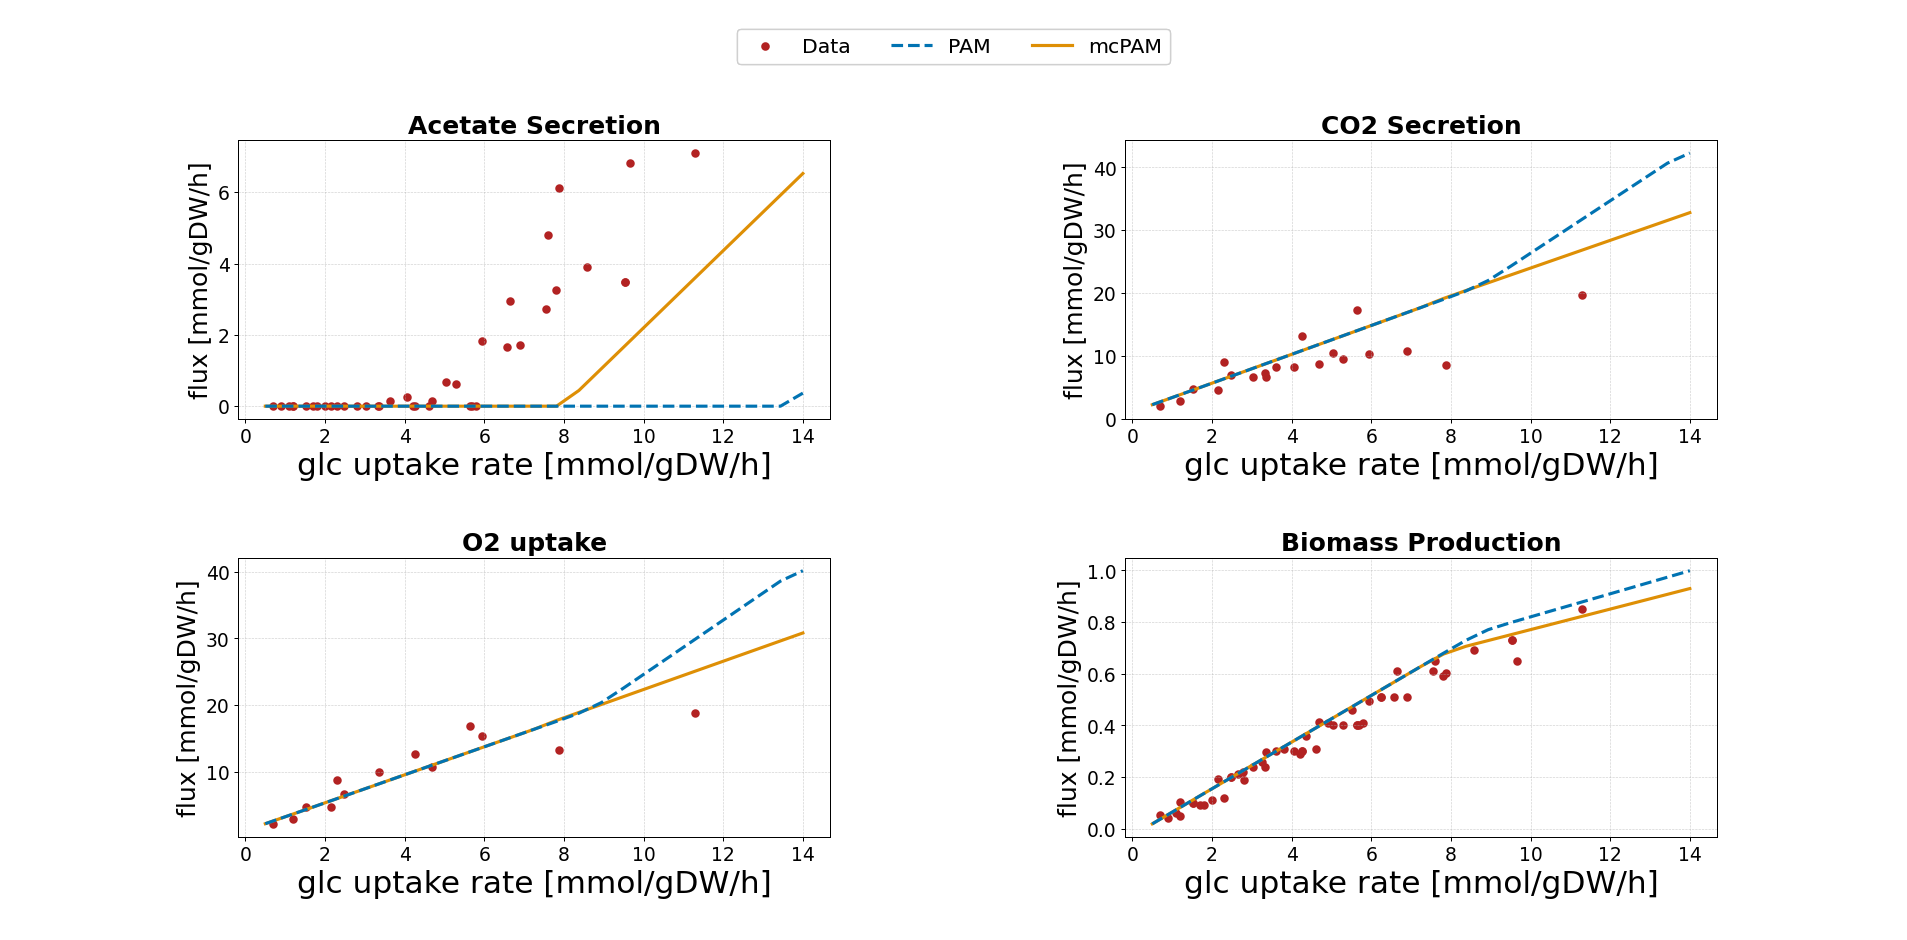 Data PAM mcPAM
Acetate Secretion
flux [mmol/gDW/h]
6
4
2
0
0 2 4 6 8 10 12 14
glc uptake rate [mmol/gDW/h]
CO2 Secretion
flux [mmol/gDW/h]
40
30
20
10
0
0 2 4 6 8 10 12 14
glc uptake rate [mmol/gDW/h]
O2 uptake
flux [mmol/gDW/h]
40
30
20
10
0 2 4 6 8 10 12 14
glc uptake rate [mmol/gDW/h]
Biomass Production
flux [mmol/gDW/h]
1.0
0.8
0.6
0.4
0.2
0.0
0 2 4 6 8 10 12 14
glc uptake rate [mmol/gDW/h]